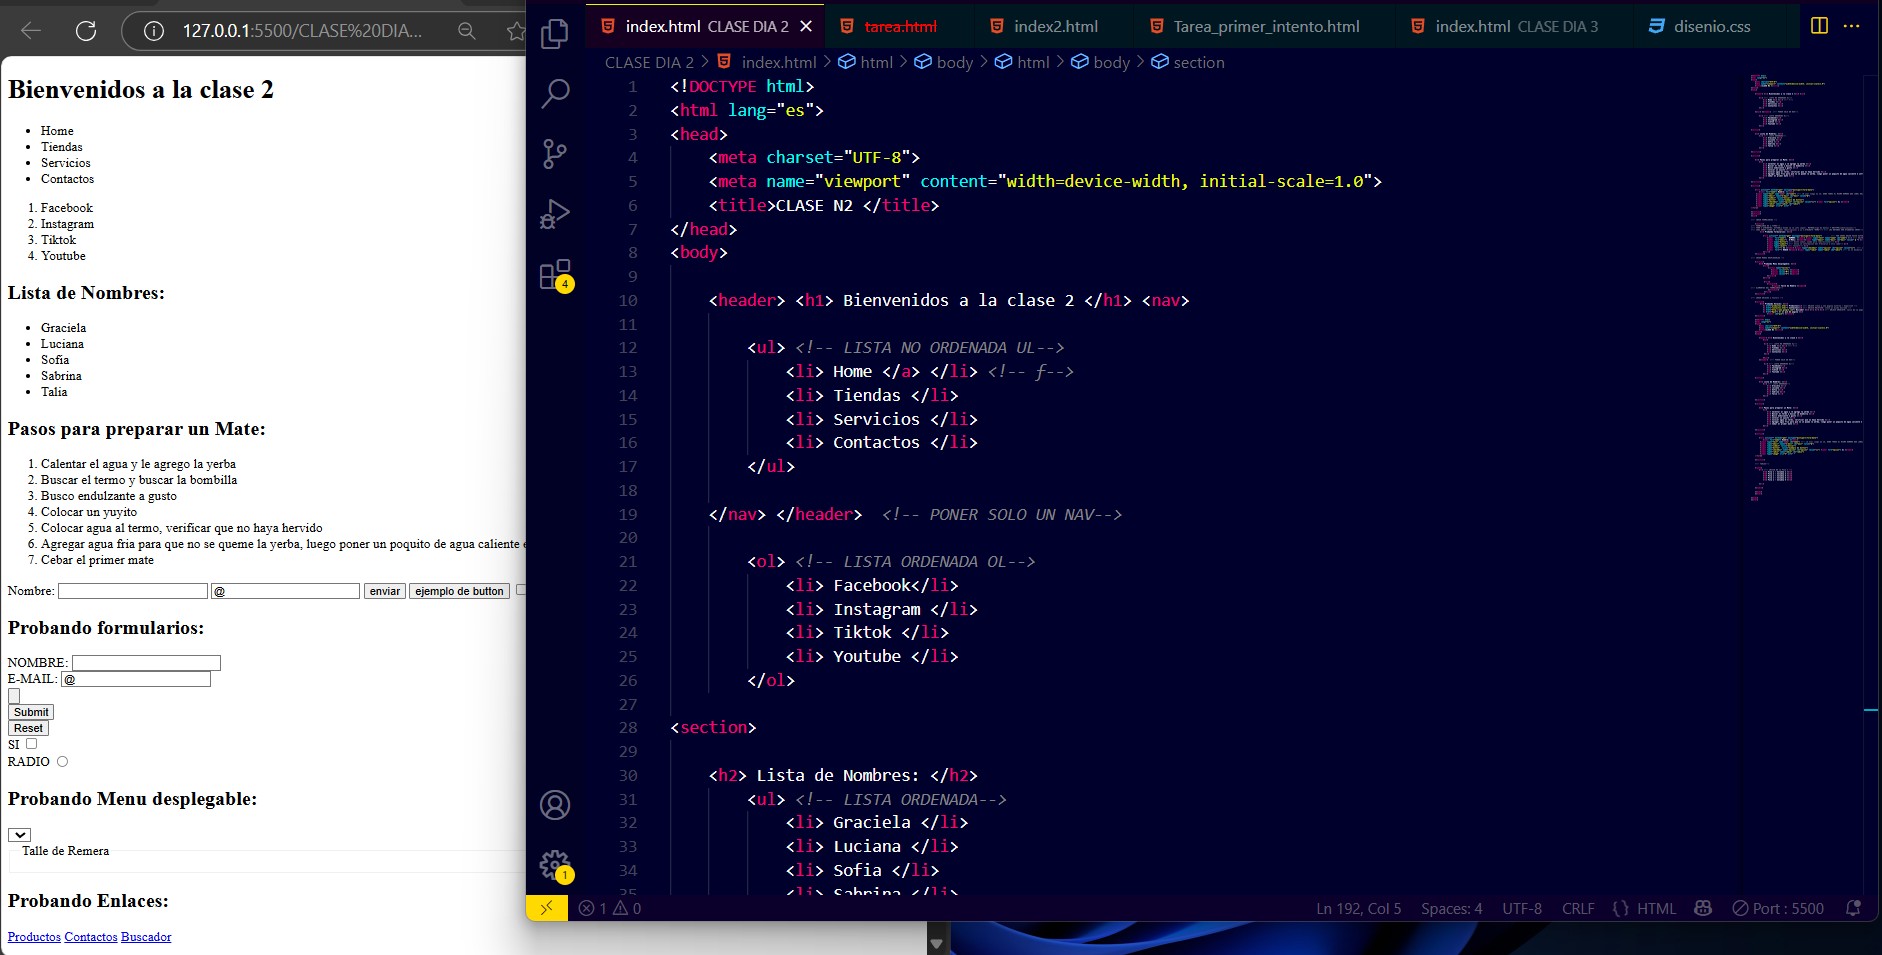 127.0.0.1:5500/CLASE%20DIA...
Bienvenidos a la clase 2
Home
Tiendas
Servicios
Contactos
1. Facebook
2. Instagram
3. Tiktok
4. Youtube
Lista de Nombres:
Graciela
Luciana
Sofía
Sabrina
Talia
Pasos para preparar un Mate:
1. Calentar el agua y le agrego la yerba
2. Buscar el termo y buscar la bombilla
3. Busco endulzante a gusto
4. Colocar un yuyito
5. Colocar agua al termo, verificar que no haya hervido
6. Agregar agua fria para que no se queme la yerba, luego poner un poquito de agua caliente
7. Cebar el primer mate
Nombre: @ enviar ejemplo de button
Probando formularios:
NOMBRE:
E-MAIL: @
Submit
Reset
SI
RADIO
Probando Menu desplegable:
Talle de Remera
Probando Enlaces:
Productos Contactos Buscador
index.html CLASE DIA 2 tarea.html index2.html Tarea_primer_intento.html index.html CLASE DIA 3 disenio.css
CLASE DIA 2 > index.html > html > body > html > body > section
1 <!DOCTYPE html>
2 <html lang="es">
3 <head>
4 <meta charset="UTF-8">
5 <meta name="viewport" content="width=device-width, initial-scale=1.0">
6 <title>CLASE N2 </title>
7 </head>
8 <body>
9
10 <header> <h1> Bienvenidos a la clase 2 </h1> <nav>
11
12 <ul> <!-- LISTA NO ORDENADA UL-->
13 <li> Home </a> </li> <!-- ƒ-->
14 <li> Tiendas </li>
15 <li> Servicios </li>
16 <li> Contactos </li>
17 </ul>
18
19 </nav> </header> <!-- PONER SOLO UN NAV-->
20
21 <ol> <!-- LISTA ORDENADA OL-->
22 <li> Facebook</li>
23 <li> Instagram </li>
24 <li> Tiktok </li>
25 <li> Youtube </li>
26 </ol>
27
28 <section>
29
30 <h2> Lista de Nombres: </h2>
31 <ul> <!-- LISTA ORDENADA-->
32 <li> Graciela </li>
33 <li> Luciana </li>
34 <li> Sofia </li>
35 <li> Sabrina </li>
4
1
1 0 Ln 192, Col 5 Spaces: 4 UTF-8 CRLF {} HTML Port : 5500